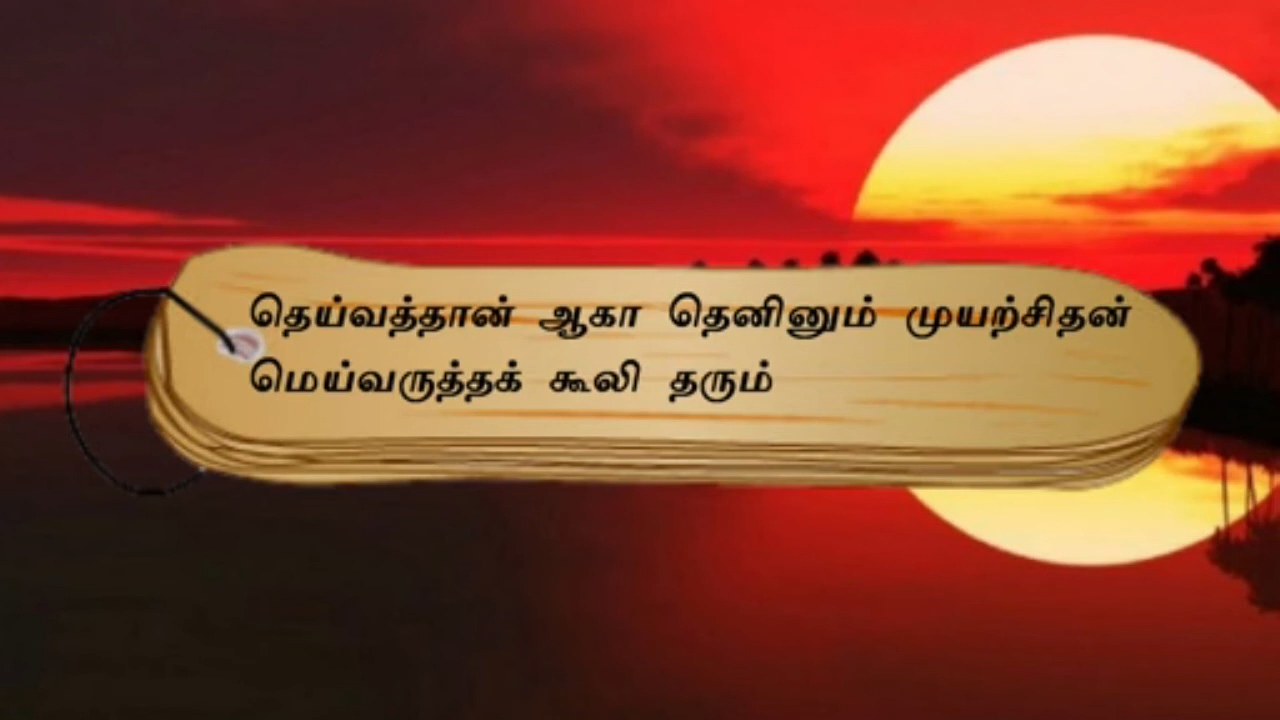 தெய்வத்தான் ஆகா தெனினும் முயற்சிதன்
மெய்வருத்தக் கூலி தரும்